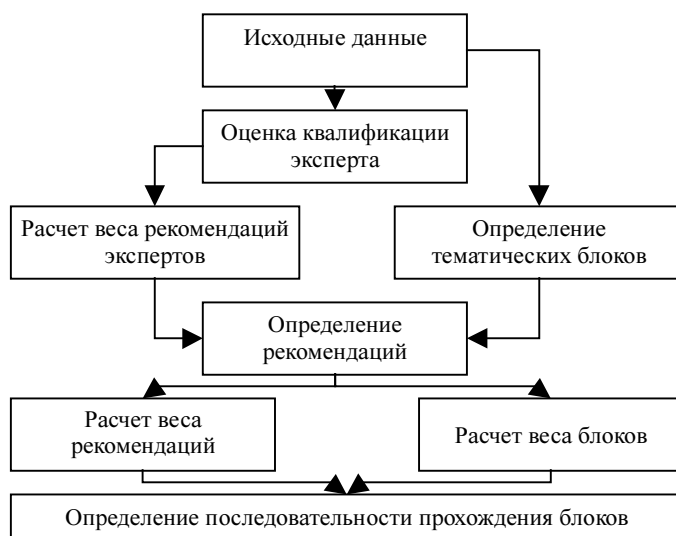 Исходные данные
Оценка квалификации
эксперта
Расчет веса рекомендаций
экспертов
Определение
тематических блоков
Определение
рекомендаций
Расчет веса
рекомендаций
Расчет веса блоков
Определение последовательности прохождения блоков